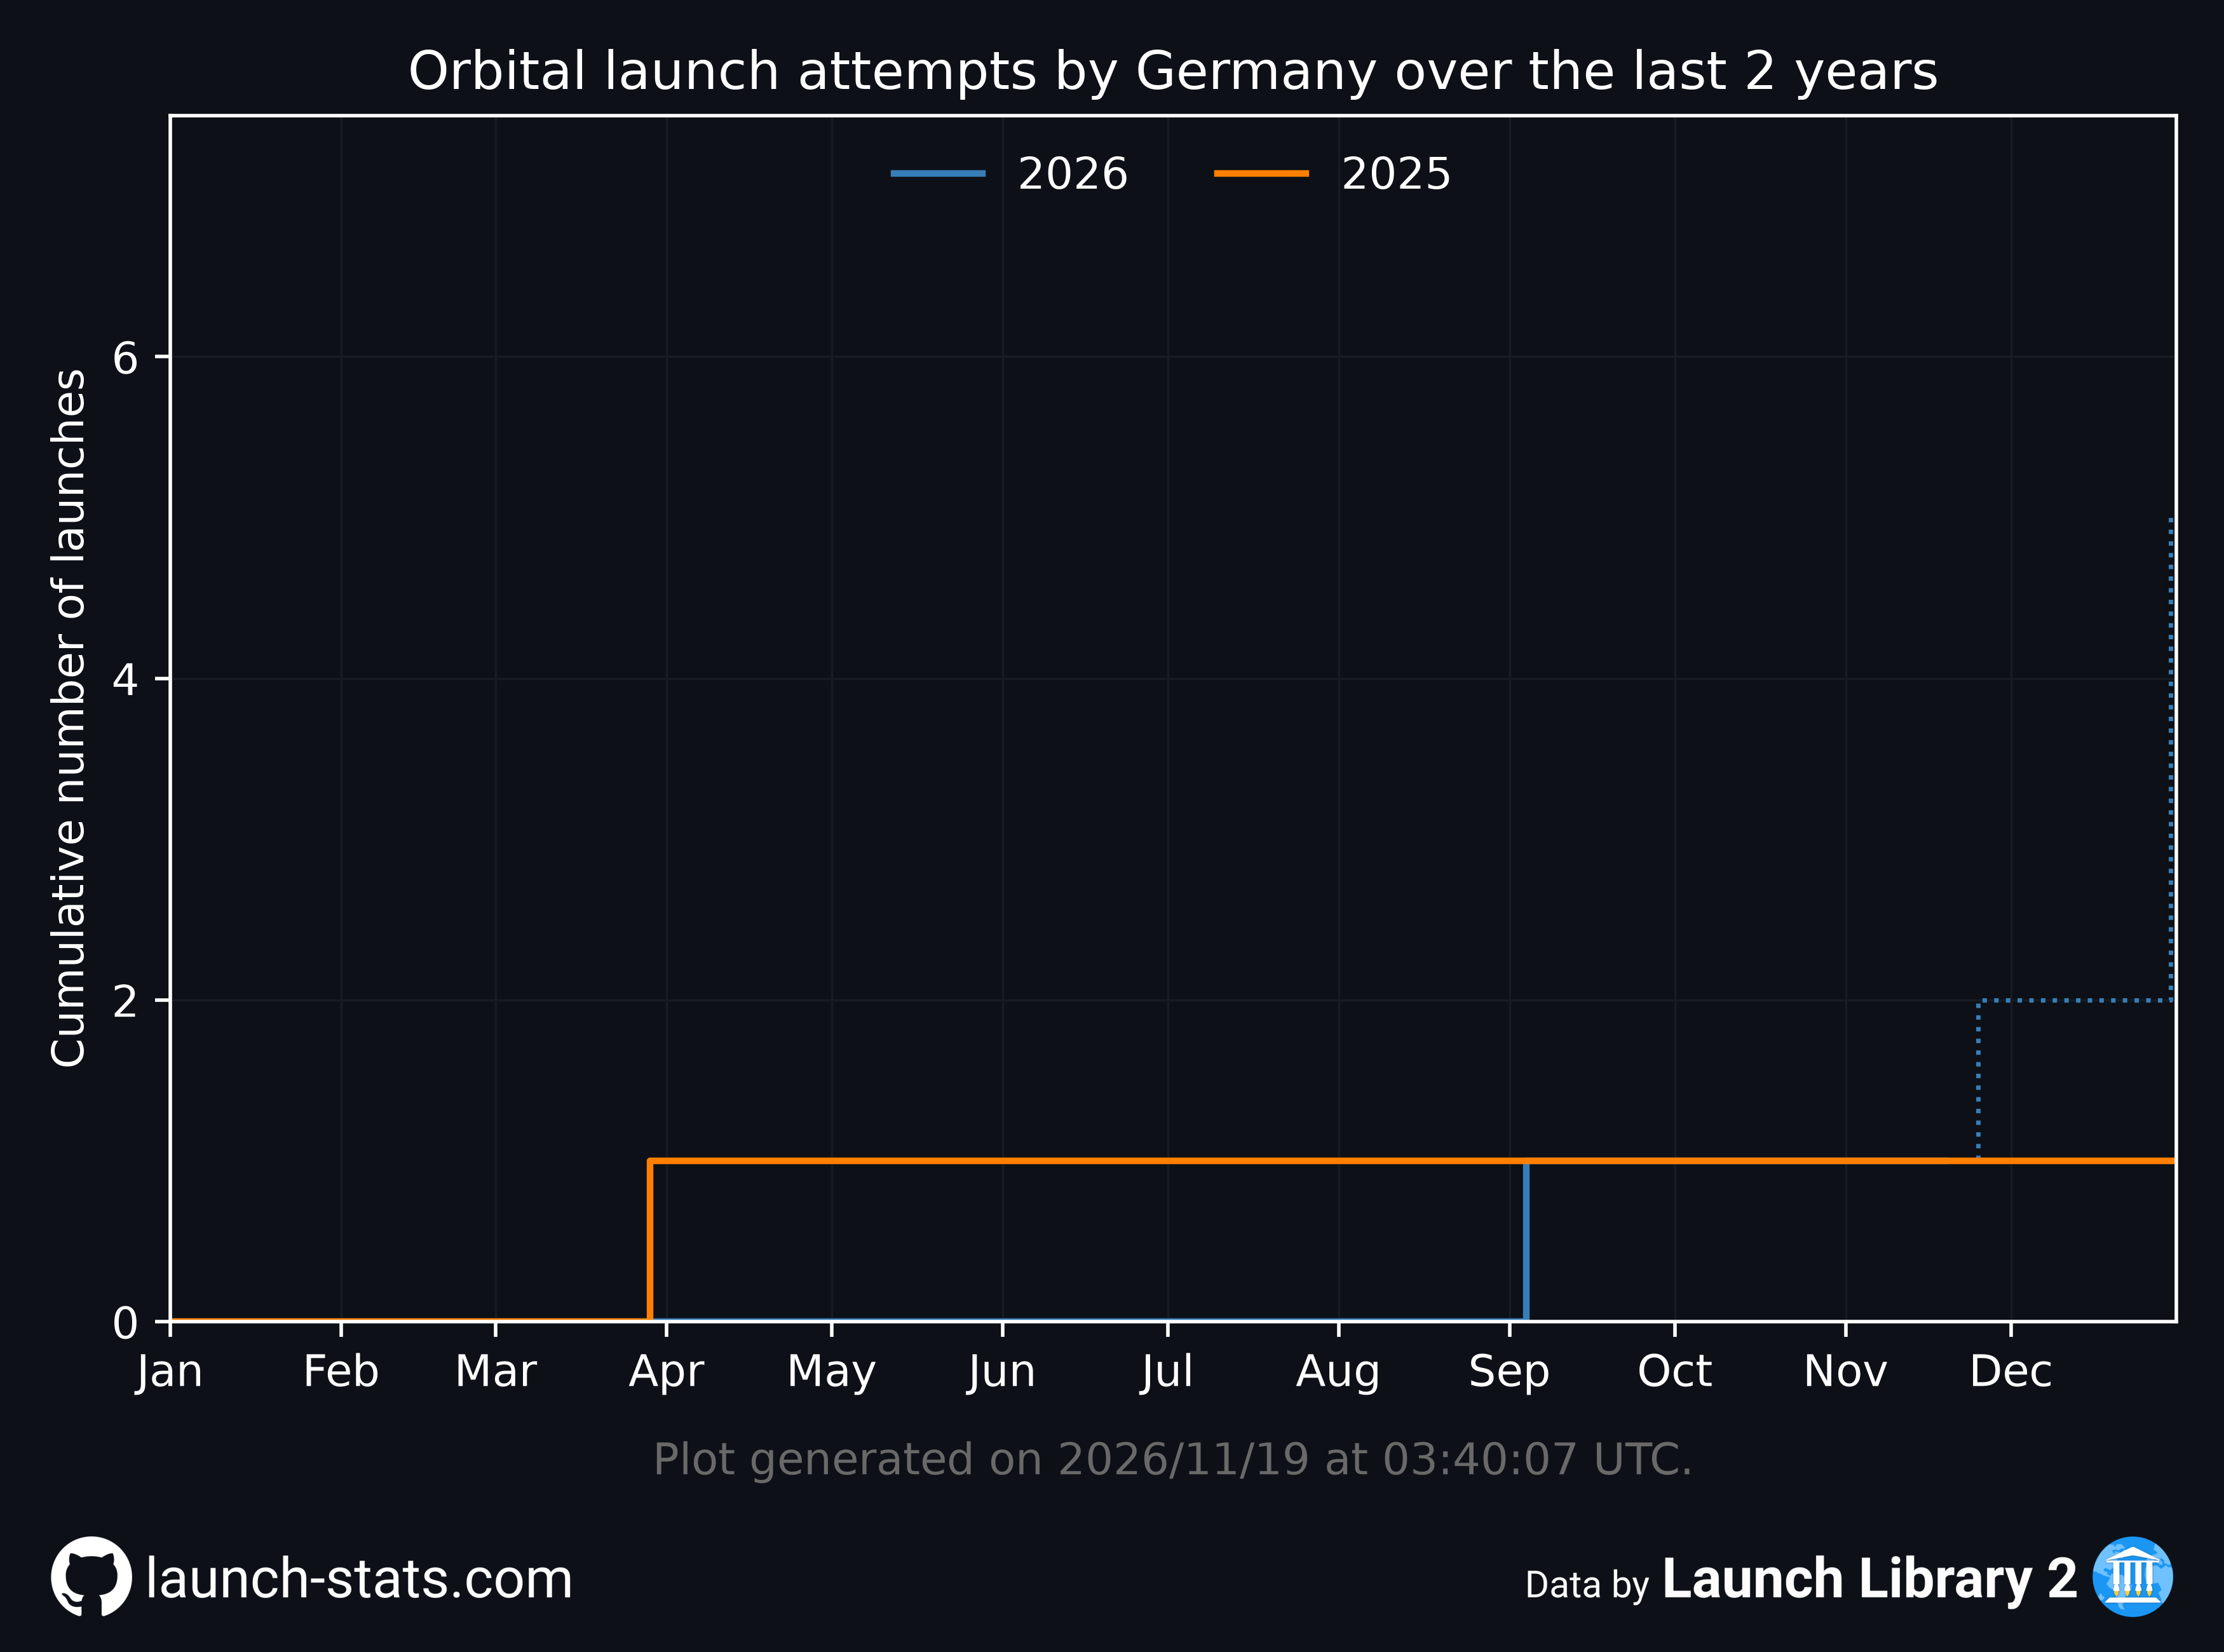 Orbital launch attempts by Germany over the last 2 years
2026 2025
Cumulative number of launches
6
4
2
0
Jan Feb Mar Apr May Jun Jul Aug Sep Oct Nov Dec
Plot generated on 2026/11/19 at 03:40:07 UTC.
launch-stats.com
Data by Launch Library 2